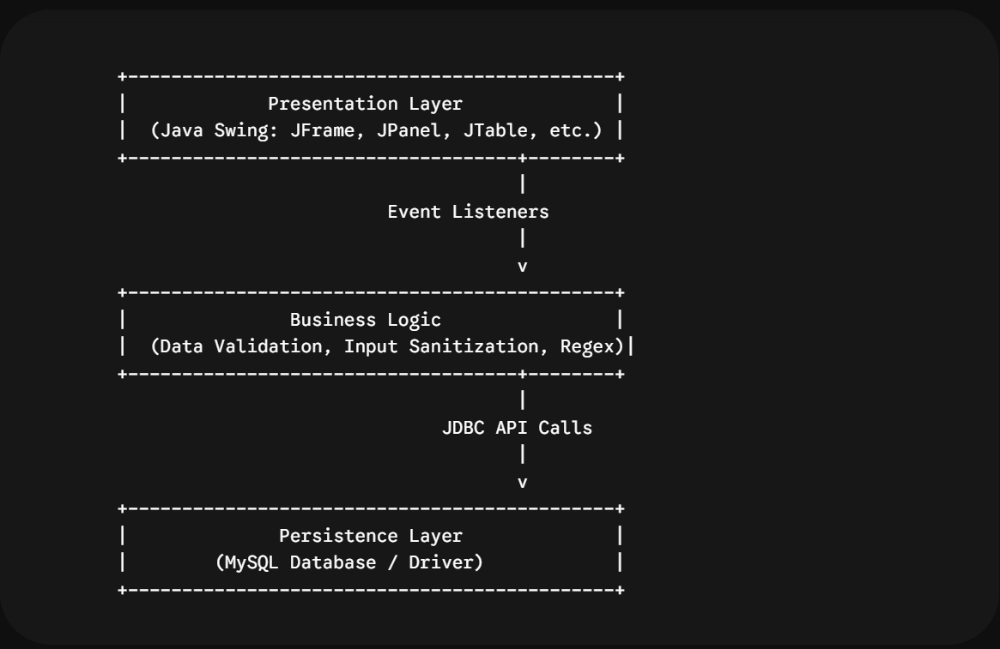 +---------------------------------------------+
|             Presentation Layer              |
|  (Java Swing: JFrame, JPanel, JTable, etc.) |
+------------------------------------+--------+
                                     |
                         Event Listeners
                                     |
                                     v
+---------------------------------------------+
|               Business Logic                |
|  (Data Validation, Input Sanitization, Regex)|
+------------------------------------+--------+
                                     |
                              JDBC API Calls
                                     |
                                     v
+---------------------------------------------+
|              Persistence Layer              |
|        (MySQL Database / Driver)            |
+---------------------------------------------+